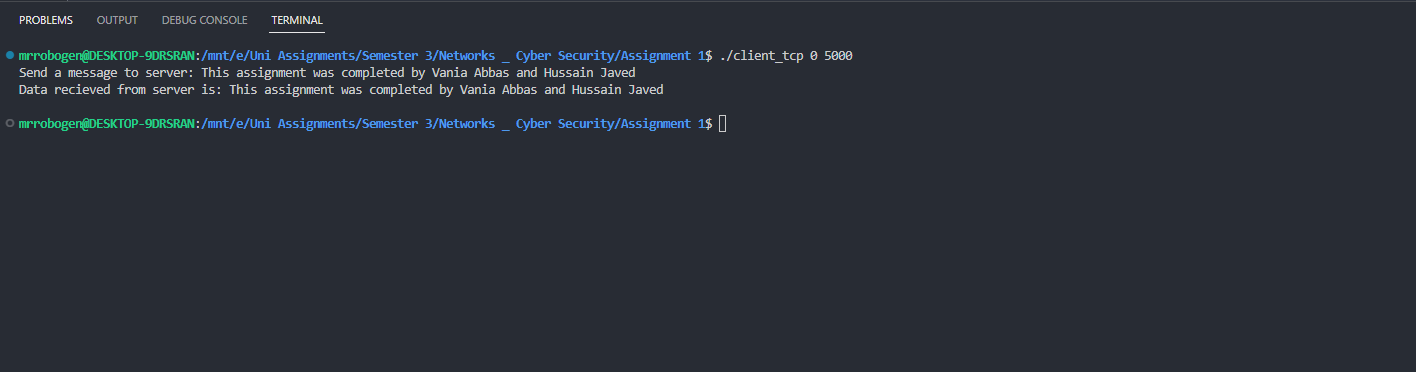 PROBLEMS OUTPUT DEBUG CONSOLE TERMINAL
mrrobogen@DESKTOP-9DRSRAN:/mnt/e/Uni Assignments/Semester 3/Networks _ Cyber Security/Assignment 1$ ./client_tcp 0 5000
Send a message to server: This assignment was completed by Vania Abbas and Hussain Javed
Data recieved from server is: This assignment was completed by Vania Abbas and Hussain Javed
mrrobogen@DESKTOP-9DRSRAN:/mnt/e/Uni Assignments/Semester 3/Networks _ Cyber Security/Assignment 1$